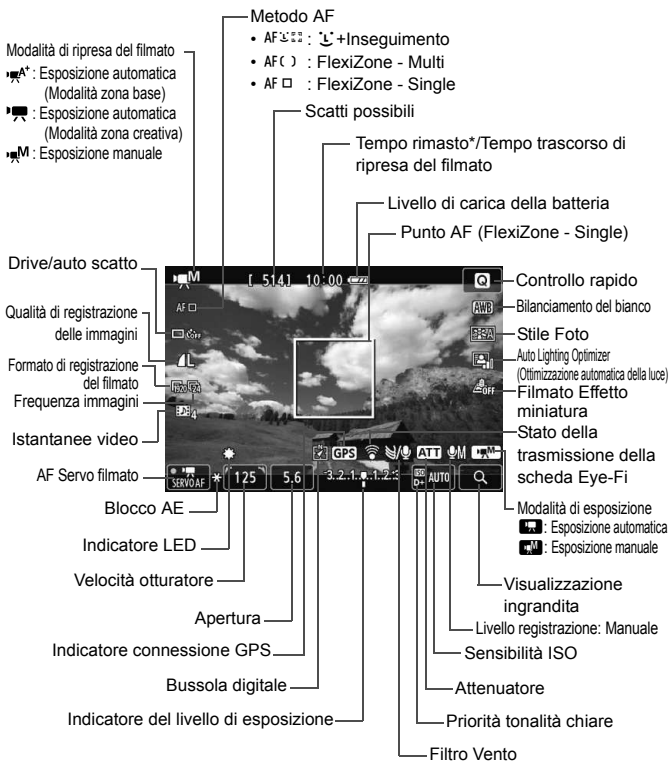 Metodo AF
• AF : +Inseguimento
• AF( ) : FlexiZone - Multi
• AF □ : FlexiZone - Single
Modalità di ripresa del filmato
A+ : Esposizione automatica
(Modalità zona base)
: Esposizione automatica
(Modalità zona creativa)
M : Esposizione manuale
Scatti possibili
Tempo rimasto*/Tempo trascorso di
ripresa del filmato
Livello di carica della batteria
Punto AF (FlexiZone - Single)
Drive/auto scatto
Qualità di registrazione
delle immagini
Formato di registrazione
del filmato
Frequenza immagini
Istantanee video
AF Servo filmato
M [ 514] 10:00 Q
AF □
OFF
L
4
AWB
A
OFF
GPS ATT M M
SERVO AF * 125 5.6 -3..2..1..0..1..2..3 ISO D+ AUTO
Controllo rapido
Bilanciamento del bianco
Stile Foto
Auto Lighting Optimizer
(Ottimizzazione automatica della luce)
Filmato Effetto
miniatura
Stato della
trasmissione della
scheda Eye-Fi
Modalità di esposizione
: Esposizione automatica
M : Esposizione manuale
Blocco AE
Indicatore LED
Velocità otturatore
Apertura
Indicatore connessione GPS
Bussola digitale
Indicatore del livello di esposizione
Visualizzazione
ingrandita
Livello registrazione: Manuale
Sensibilità ISO
Attenuatore
Priorità tonalità chiare
Filtro Vento